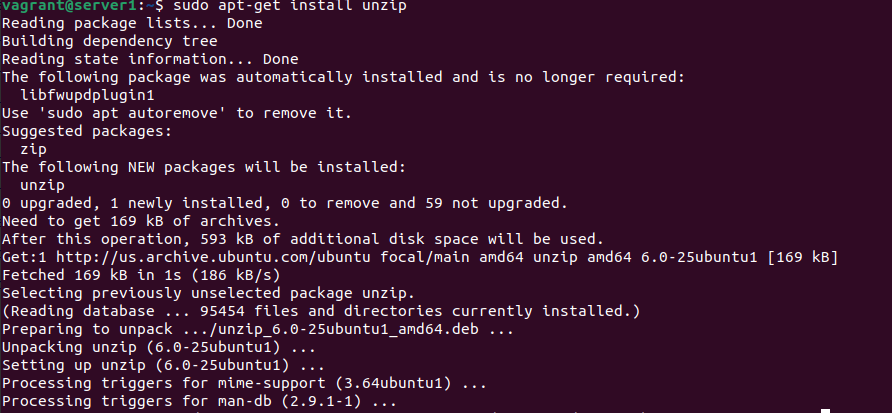 vagrant@server1:~$ sudo apt-get install unzip
Reading package lists... Done
Building dependency tree
Reading state information... Done
The following package was automatically installed and is no longer required:
  libfwupdplugin1
Use 'sudo apt autoremove' to remove it.
Suggested packages:
  zip
The following NEW packages will be installed:
  unzip
0 upgraded, 1 newly installed, 0 to remove and 59 not upgraded.
Need to get 169 kB of archives.
After this operation, 593 kB of additional disk space will be used.
Get:1 http://us.archive.ubuntu.com/ubuntu focal/main amd64 unzip amd64 6.0-25ubuntu1 [169 kB]
Fetched 169 kB in 1s (186 kB/s)
Selecting previously unselected package unzip.
(Reading database ... 95454 files and directories currently installed.)
Preparing to unpack .../unzip_6.0-25ubuntu1_amd64.deb ...
Unpacking unzip (6.0-25ubuntu1) ...
Setting up unzip (6.0-25ubuntu1) ...
Processing triggers for mime-support (3.64ubuntu1) ...
Processing triggers for man-db (2.9.1-1) ...